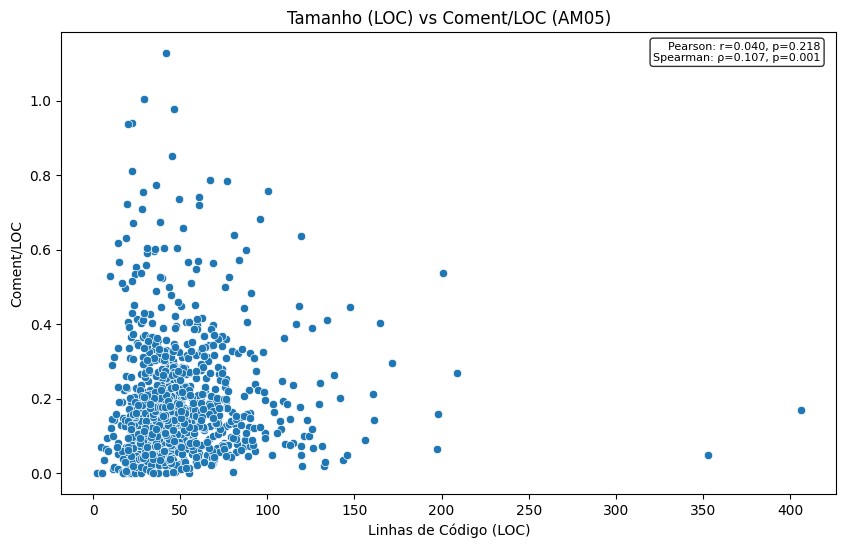 Tamanho (LOC) vs Coment/LOC (AM05)
Pearson: r=0.040, p=0.218
Spearman: ρ=0.107, p=0.001
Coment/LOC
1.0
0.8
0.6
0.4
0.2
0.0
0 50 100 150 200 250 300 350 400
Linhas de Código (LOC)